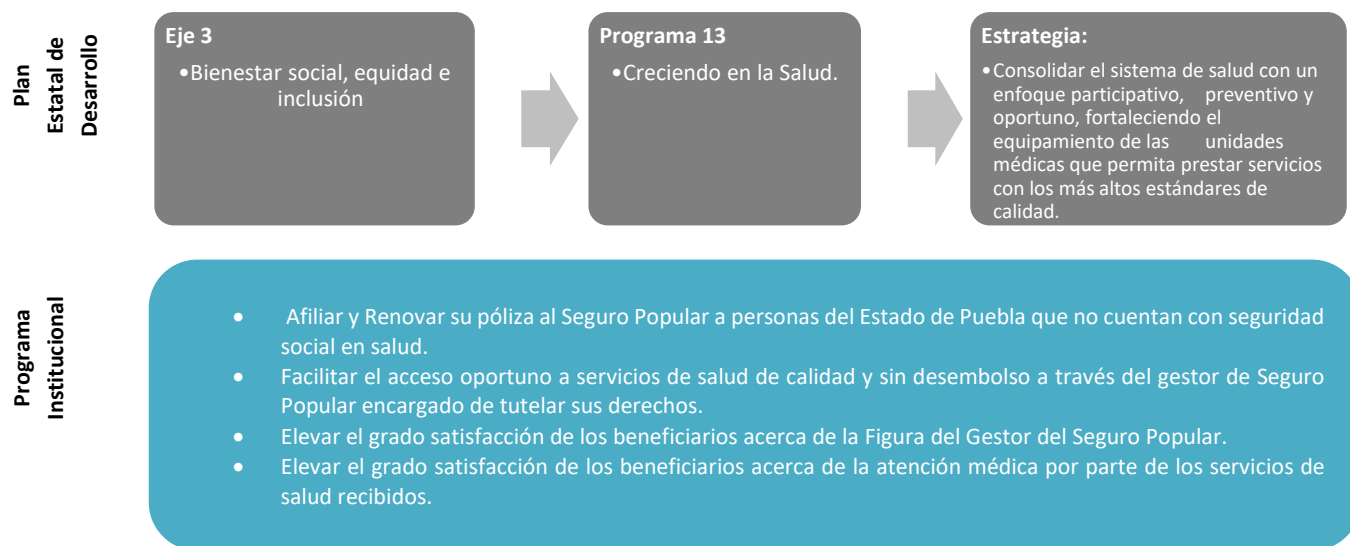 Plan
Estatal de
Desarrollo
Eje 3
•Bienestar social, equidad e
inclusión
Programa 13
•Creciendo en la Salud.
Estrategia:
•Consolidar el sistema de salud con un
enfoque participativo, preventivo y
oportuno, fortaleciendo el
equipamiento de las unidades
médicas que permita prestar servicios
con los más altos estándares de
calidad.
Programa
Institucional
• Afiliar y Renovar su póliza al Seguro Popular a personas del Estado de Puebla que no cuentan con seguridad
social en salud.
• Facilitar el acceso oportuno a servicios de salud de calidad y sin desembolso a través del gestor de Seguro
Popular encargado de tutelar sus derechos.
• Elevar el grado satisfacción de los beneficiarios acerca de la Figura del Gestor del Seguro Popular.
• Elevar el grado satisfacción de los beneficiarios acerca de la atención médica por parte de los servicios de
salud recibidos.